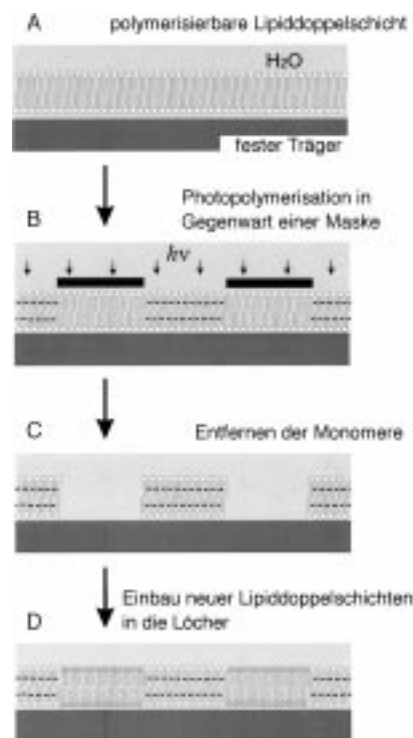 A polymerisierbare Lipiddoppelschicht
H₂O
fester Träger
Photopolymerisation in
B Gegenwart einer Maske
hν
C Entfernen der Monomere
Einbau neuer Lipiddoppelschichten
D in die Löcher